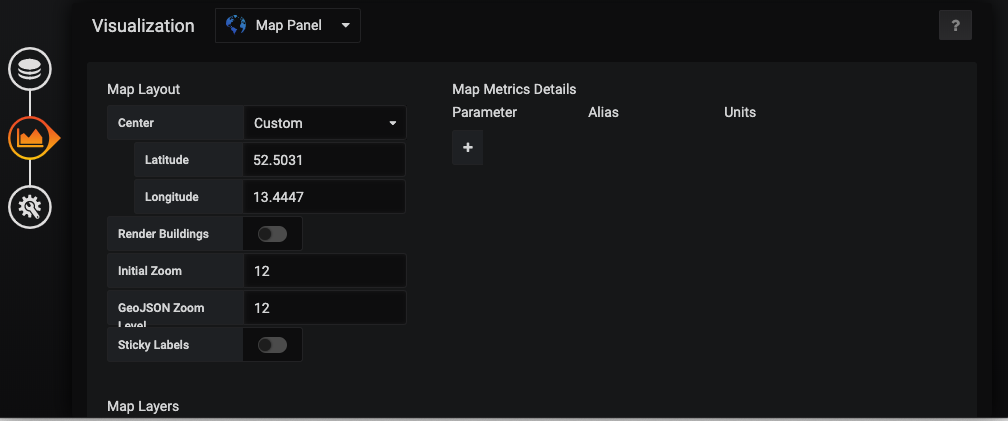 Visualization Map Panel ?
Map Layout
Center Custom
Latitude 52.5031
Longitude 13.4447
Render Buildings
Initial Zoom 12
GeoJSON Zoom 12
Level
Sticky Labels
Map Layers
Map Metrics Details
Parameter Alias Units
+